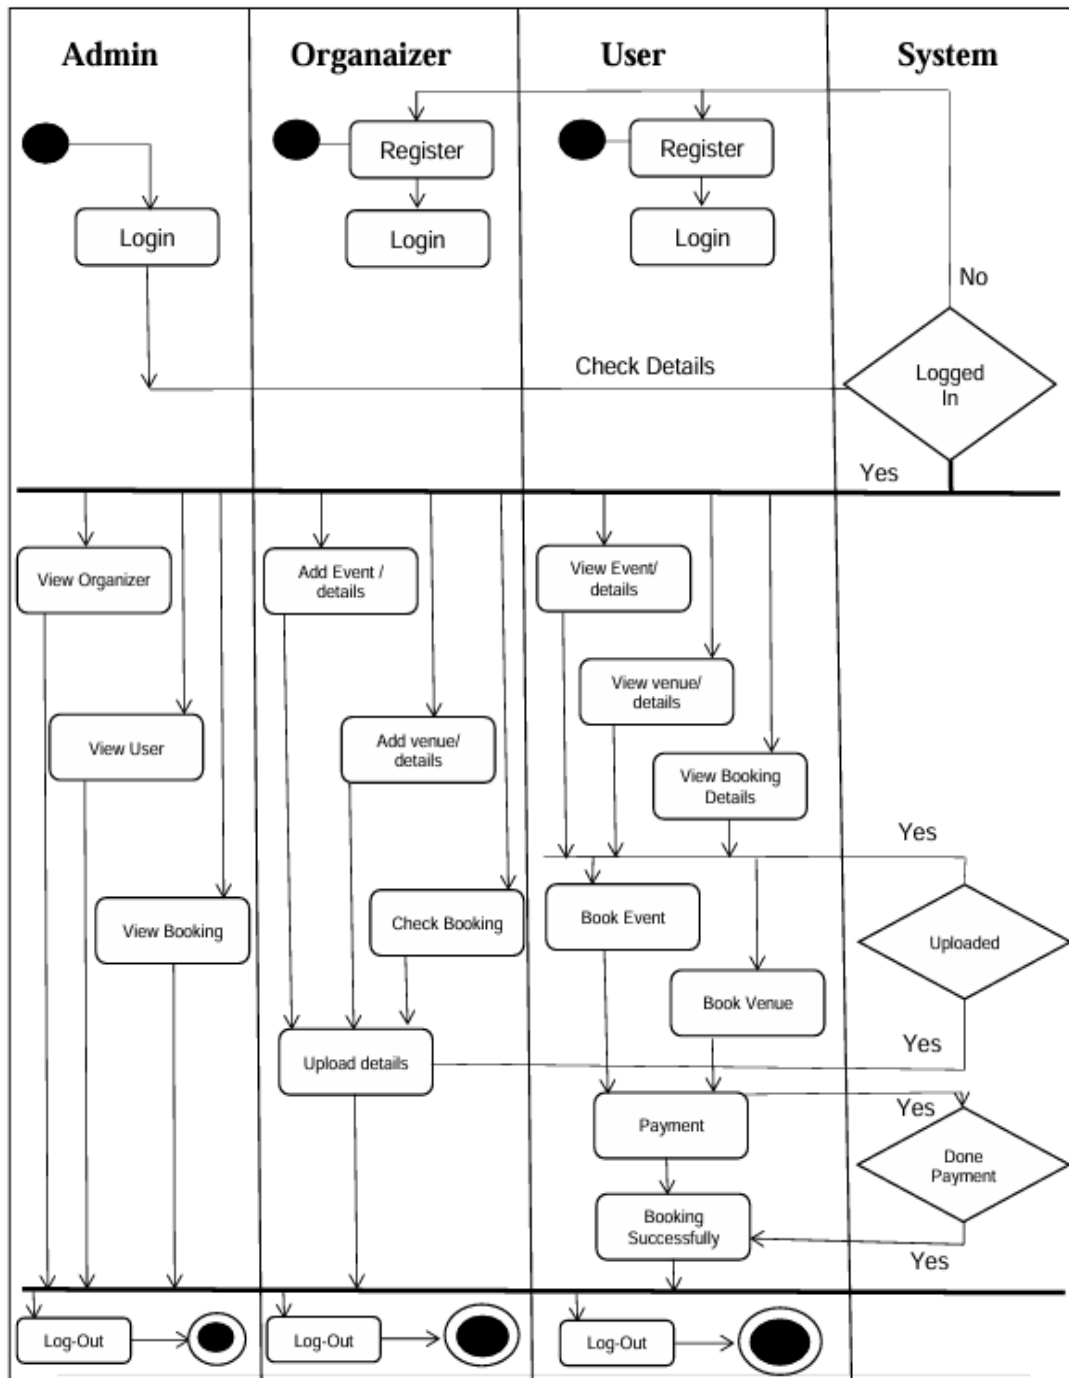 Admin
Organaizer
User
System
Register
Register
Login
Login
Login
No
Check Details
Logged
In
Yes
View Organizer
Add Event /
details
View Event/
details
View venue/
details
View User
Add venue/
details
View Booking
Details
Yes
View Booking
Check Booking
Book Event
Uploaded
Book Venue
Yes
Upload details
Yes
Payment
Done
Payment
Booking
Successfully
Yes
Log-Out
Log-Out
Log-Out